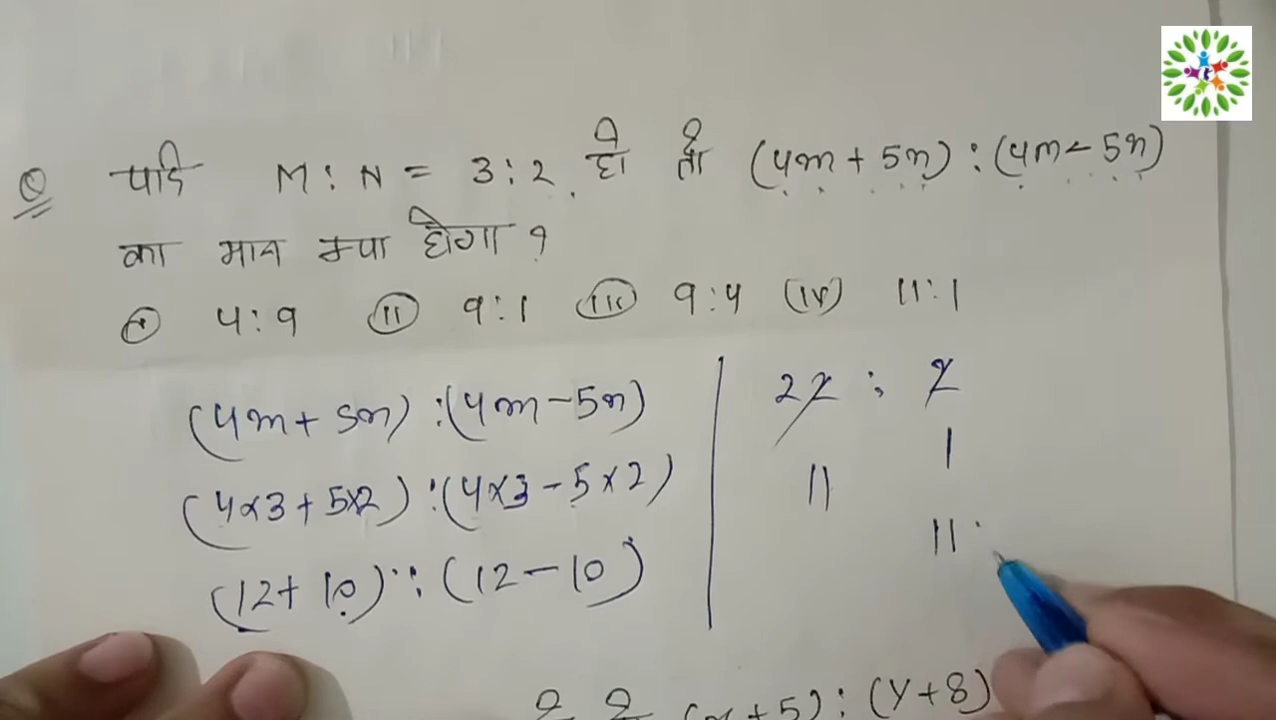 Q यदि M : N = 3 : 2 हो तो (4m + 5n) : (4m - 5n)
का मान क्या होगा ?
(i) 4 : 9 (ii) 9 : 1 (iii) 9 : 4 (iv) 11 : 1
(4m + 5n) : (4m - 5n)
(4×3 + 5×2) : (4×3 - 5×2)
(12 + 10) : (12 - 10)
22 : 2
1
11
11 :
+ 5) : (Y + 8)